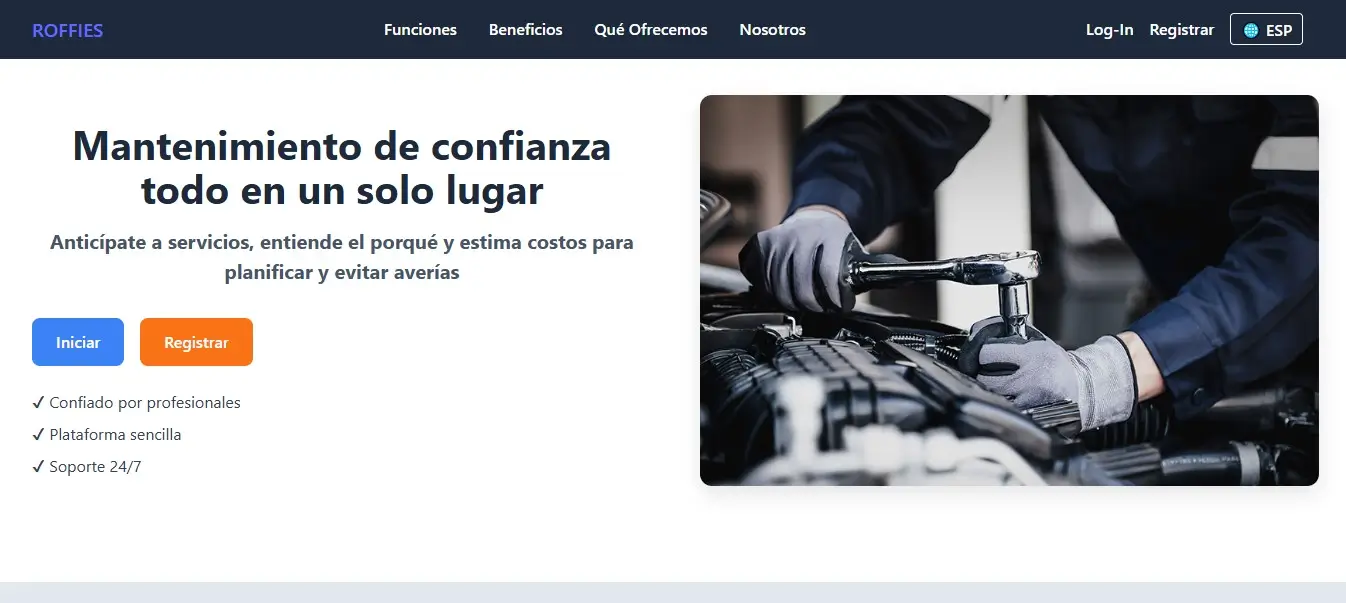 ROFFIES
Funciones
Beneficios
Qué Ofrecemos
Nosotros
Log-In
Registrar
ESP
Mantenimiento de confianza
todo en un solo lugar
Anticípate a servicios, entiende el porqué y estima costos para
planificar y evitar averías
Iniciar
Registrar
✓ Confiado por profesionales
✓ Plataforma sencilla
✓ Soporte 24/7